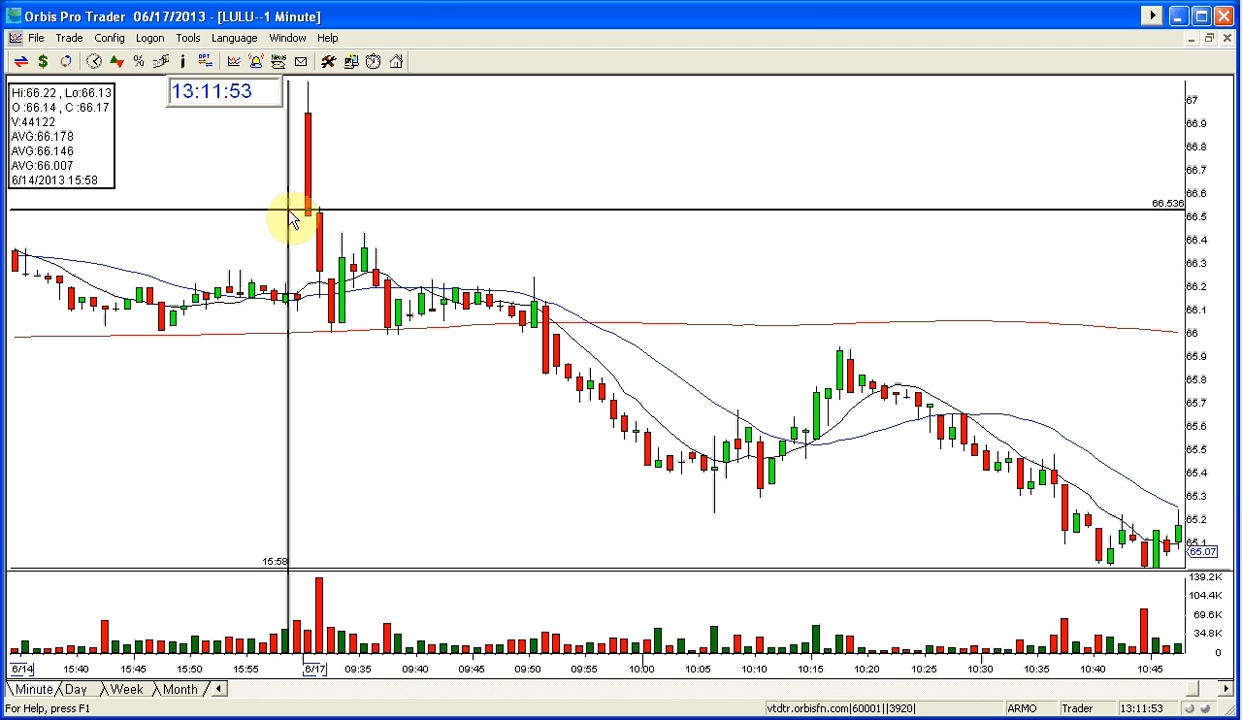 Orbis Pro Trader 06/17/2013 - [LULU--1 Minute]
File Trade Config Logon Tools Language Window Help
OPT News
13:11:53
Hi:66.22 , Lo:66.13
O :66.14 , C :66.17
V:44122
AVG:66.178
AVG:66.146
AVG:66.007
6/14/2013 15:58
66.536
67
66.9
66.8
66.7
66.6
66.5
66.4
66.3
66.2
66.1
66
65.9
65.8
65.7
65.6
65.5
65.4
65.3
65.2
65.1
65.07
15:58
139.2K
104.4K
69.6K
34.8K
0
6/14 15:40 15:45 15:50 15:55 6/17 09:35 09:40 09:45 09:50 09:55 10:00 10:05 10:10 10:15 10:20 10:25 10:30 10:35 10:40 10:45
Minute Day Week Month
For Help, press F1 vtdtr.orbisfn.com|60001||3920| ARMO Trader 13:11:53